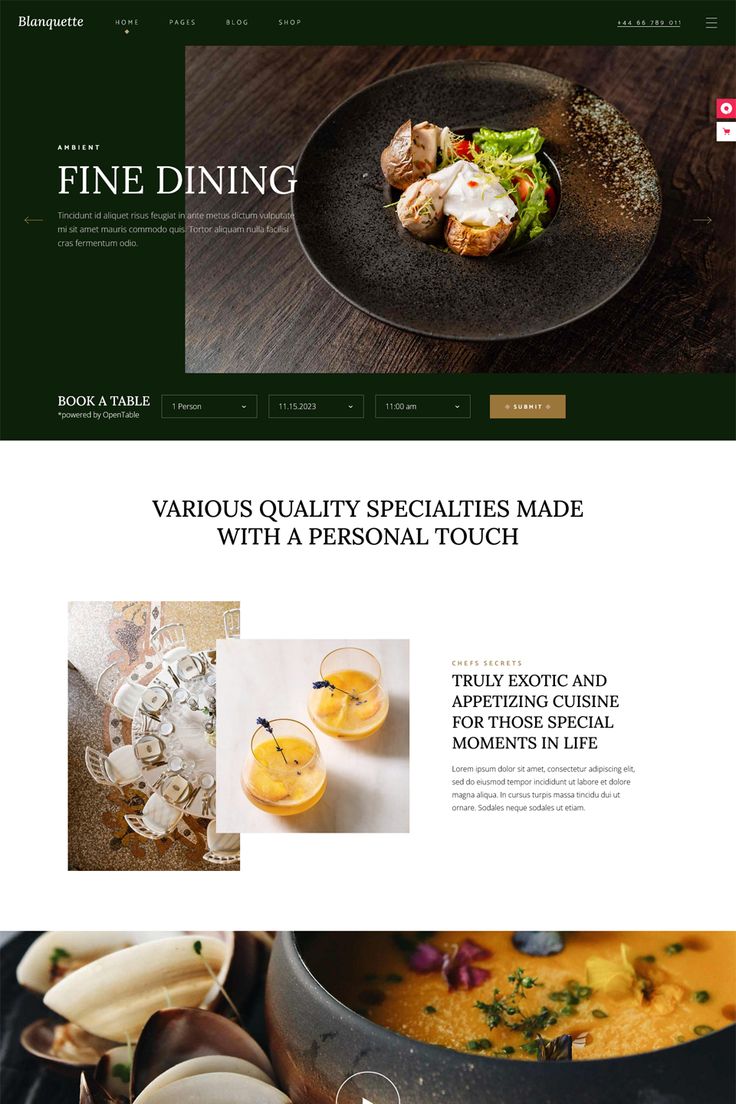 Blanquette
HOME
PAGES
BLOG
SHOP
+44 66 789 011
AMBIENT
FINE DINING
Tincidunt id aliquet risus feugiat in ante metus dictum vulputate
mi sit amet mauris commodo quis. Tortor aliquam nulla facilisi
cras fermentum odio.
BOOK A TABLE
*powered by OpenTable
1 Person
11.15.2023
11:00 am
SUBMIT
VARIOUS QUALITY SPECIALTIES MADE
WITH A PERSONAL TOUCH
CHEFS SECRETS
TRULY EXOTIC AND
APPETIZING CUISINE
FOR THOSE SPECIAL
MOMENTS IN LIFE
Lorem ipsum dolor sit amet, consectetur adipiscing elit,
sed do eiusmod tempor incididunt ut labore et dolore
magna aliqua. In cursus turpis massa tincidu dui ut
ornare. Sodales neque sodales ut etiam.